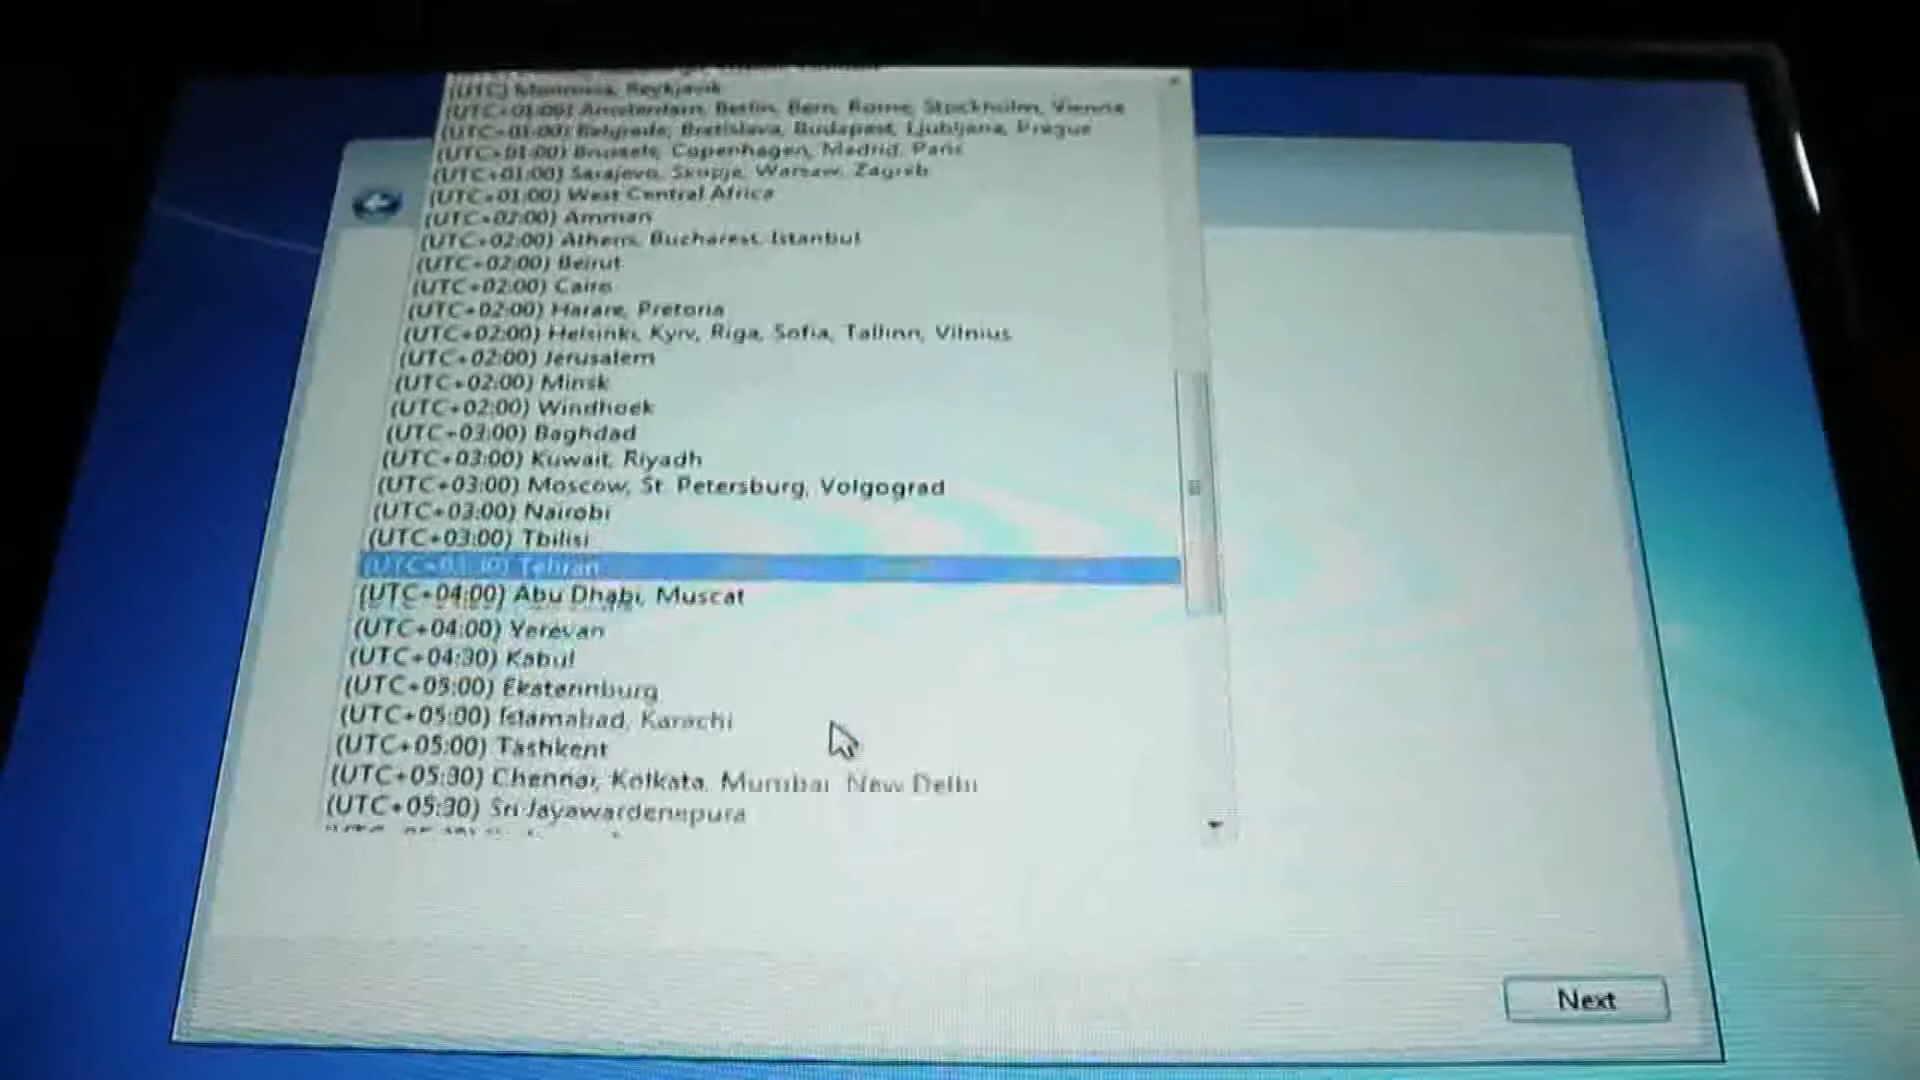 (UTC) Monrovia, Reykjavik
(UTC+01:00) Amsterdam, Berlin, Bern, Rome, Stockholm, Vienna
(UTC+01:00) Belgrade, Bratislava, Budapest, Ljubljana, Prague
(UTC+01:00) Brussels, Copenhagen, Madrid, Paris
(UTC+01:00) Sarajevo, Skopje, Warsaw, Zagreb
(UTC+01:00) West Central Africa
(UTC+02:00) Amman
(UTC+02:00) Athens, Bucharest, Istanbul
(UTC+02:00) Beirut
(UTC+02:00) Cairo
(UTC+02:00) Harare, Pretoria
(UTC+02:00) Helsinki, Kyiv, Riga, Sofia, Tallinn, Vilnius
(UTC+02:00) Jerusalem
(UTC+02:00) Minsk
(UTC+02:00) Windhoek
(UTC+03:00) Baghdad
(UTC+03:00) Kuwait, Riyadh
(UTC+03:00) Moscow, St. Petersburg, Volgograd
(UTC+03:00) Nairobi
(UTC+03:00) Tbilisi
(UTC+03:30) Tehran
(UTC+04:00) Abu Dhabi, Muscat
(UTC+04:00) Yerevan
(UTC+04:30) Kabul
(UTC+05:00) Ekaterinburg
(UTC+05:00) Islamabad, Karachi
(UTC+05:00) Tashkent
(UTC+05:30) Chennai, Kolkata, Mumbai, New Delhi
(UTC+05:30) Sri Jayawardenepura
Next